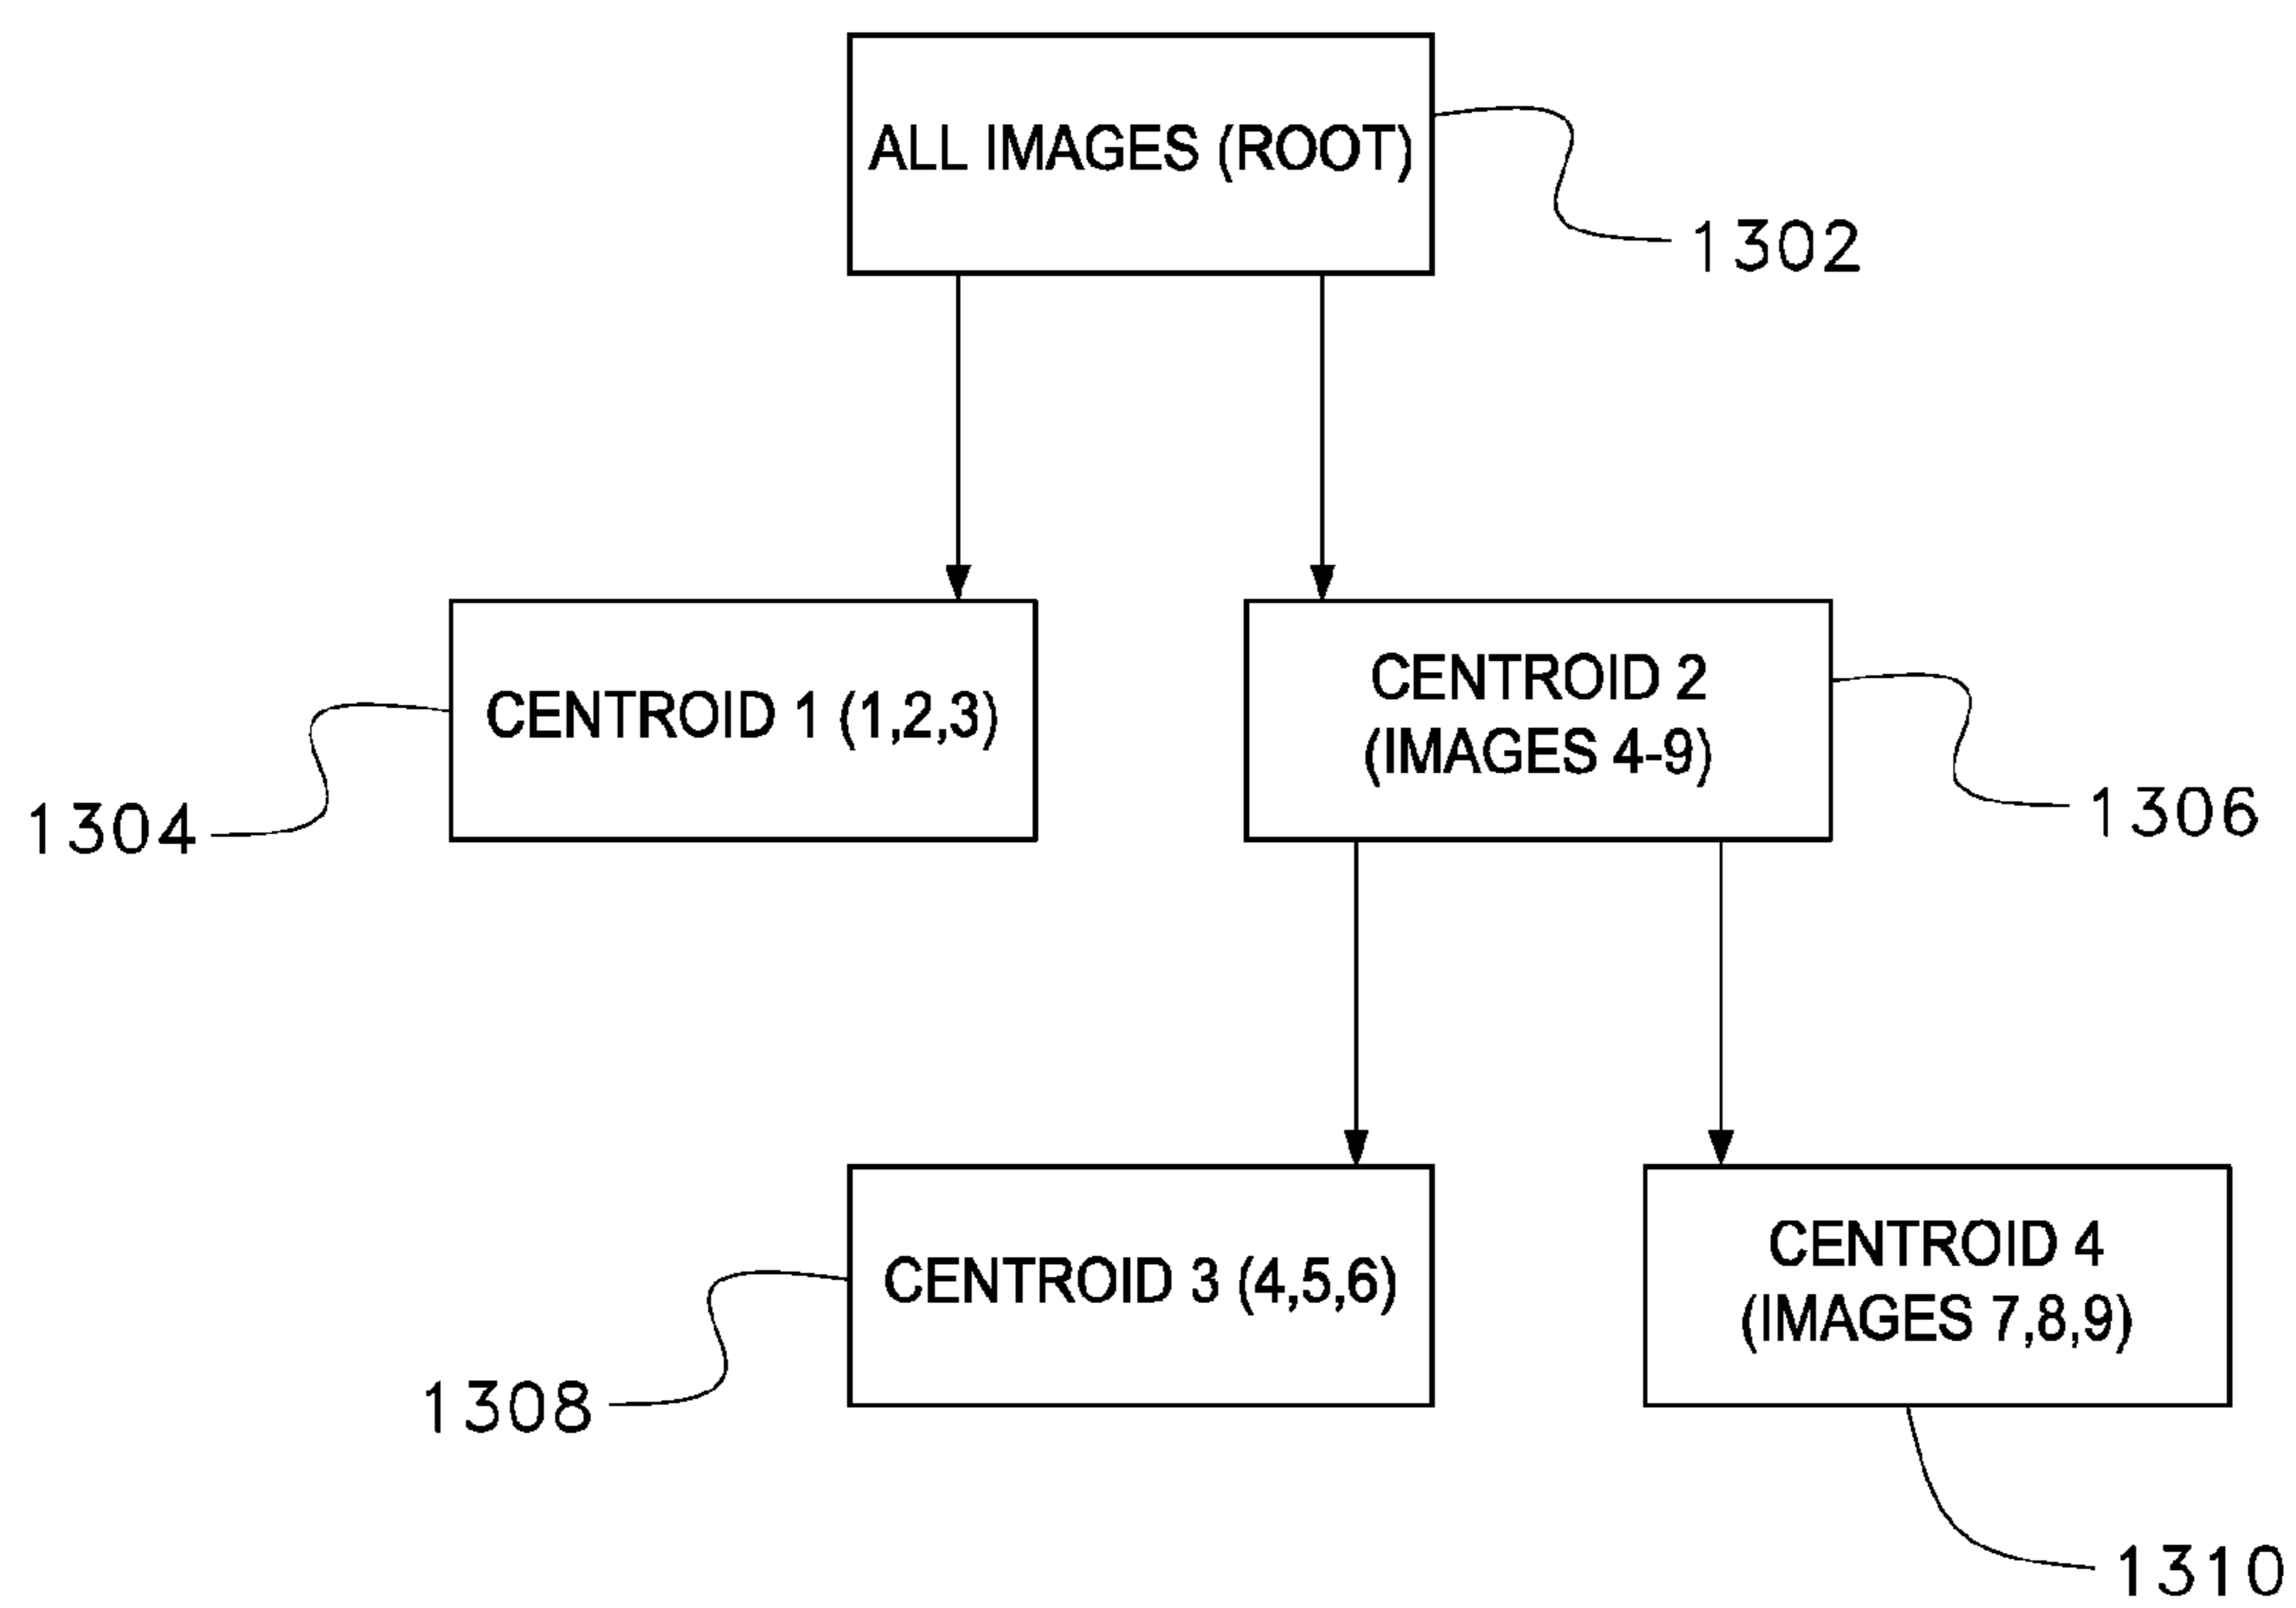 ALL IMAGES (ROOT)
1302
CENTROID 1 (1,2,3)
1304
CENTROID 2
(IMAGES 4-9)
1306
CENTROID 3 (4,5,6)
1308
CENTROID 4
(IMAGES 7,8,9)
1310